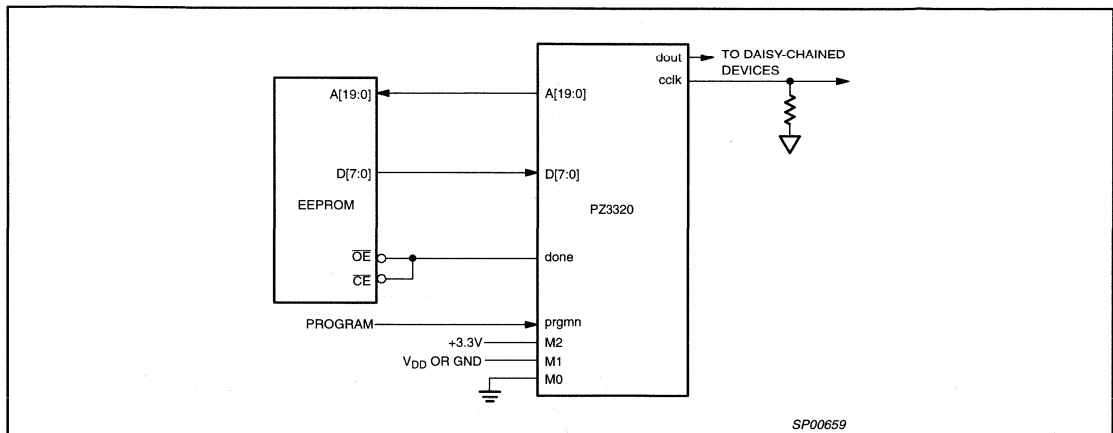 dout
TO DAISY-CHAINED
DEVICES
cclk
A[19:0]
A[19:0]
D[7:0]
D[7:0]
EEPROM
PZ3320
OE
done
CE
PROGRAM
prgmn
+3.3V
M2
VDD OR GND
M1
M0
SP00659